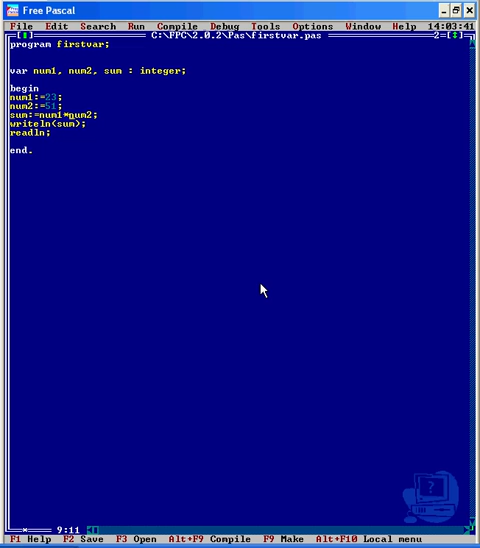 Free Pascal
File Edit Search Run Compile Debug Tools Options Window Help 14:03:41
C:\FPC\2.0.2\Pas\firstvar.pas 2
program firstvar;
var num1, num2, sum : integer;
begin
num1:=23;
num2:=51;
sum:=num1*num2;
writeln(sum);
readln;
end.
?
9:11
F1 Help F2 Save F3 Open Alt+F9 Compile F9 Make Alt+F10 Local menu